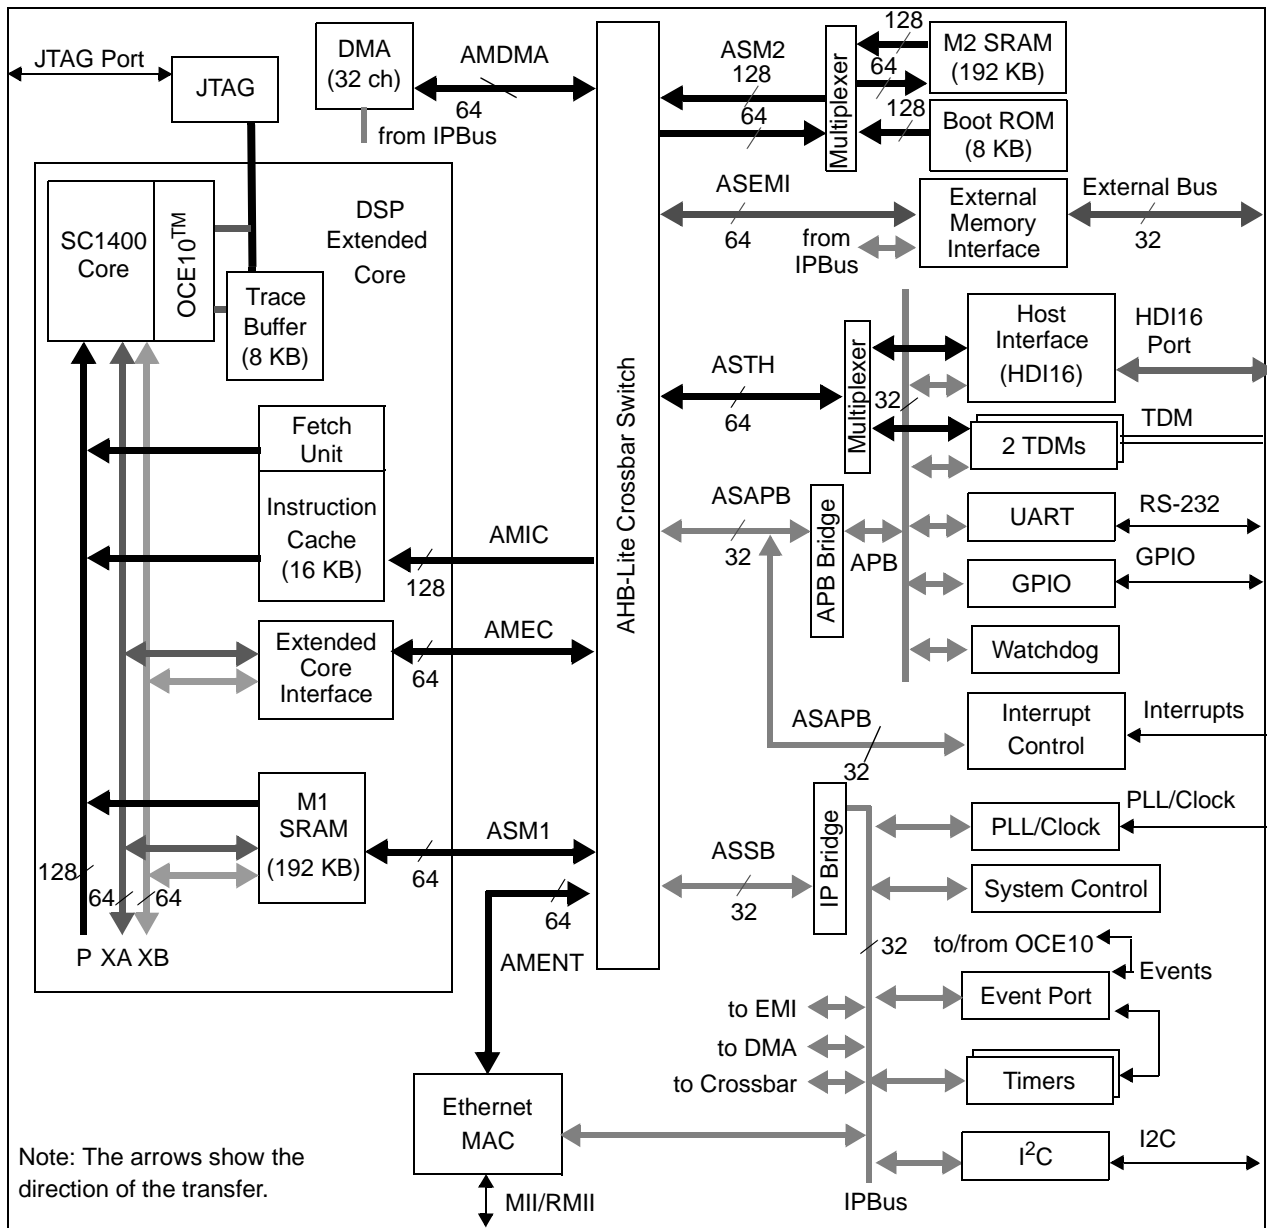 JTAG Port
JTAG
DMA
(32 ch)
from IPBus
AMDMA
64
AHB-Lite Crossbar Switch
ASM2
128
64
Multiplexer
128
64
128
M2 SRAM
(192 KB)
Boot ROM
(8 KB)
ASEMI
64
from
IPBus
External
Memory
Interface
External Bus
32
SC1400
Core
OCE10TM
DSP
Extended
Core
Trace
Buffer
(8 KB)
Fetch
Unit
Instruction
Cache
(16 KB)
AMIC
128
Extended
Core
Interface
AMEC
64
M1
SRAM
(192 KB)
ASM1
64
128
64
64
P XA XB
64
AMENT
ASTH
64
Multiplexer
32
Host
Interface
(HDI16)
HDI16
Port
2 TDMs
TDM
ASAPB
32
APB Bridge
APB
UART
RS-232
GPIO
GPIO
Watchdog
ASAPB
32
Interrupt
Control
Interrupts
IP Bridge
ASSB
32
PLL/Clock
PLL/Clock
System Control
32
to/from OCE10
Events
Event Port
to EMI
to DMA
to Crossbar
Timers
Ethernet
MAC
MII/RMII
I2C
I2C
IPBus
Note: The arrows show the
direction of the transfer.